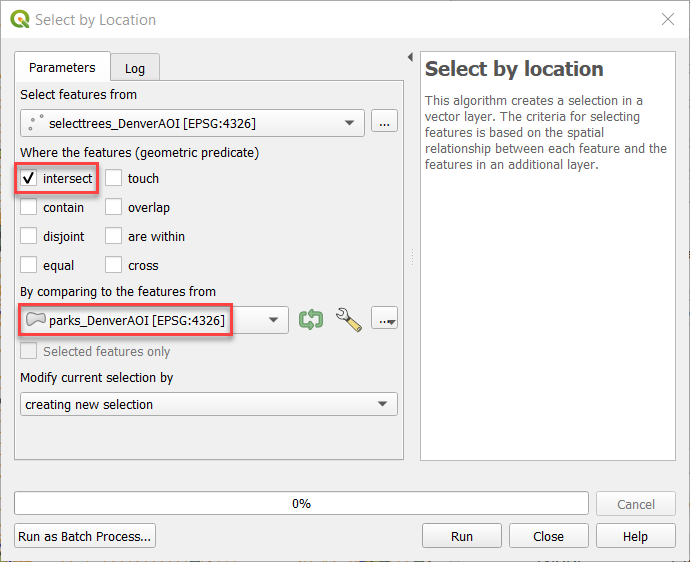 Select by Location
Parameters
Log
Select features from
selecttrees_DenverAOI [EPSG:4326]
...
Where the features (geometric predicate)
intersect
touch
contain
overlap
disjoint
are within
equal
cross
By comparing to the features from
parks_DenverAOI [EPSG:4326]
...
Selected features only
Modify current selection by
creating new selection
Select by location
This algorithm creates a selection in a
vector layer. The criteria for selecting
features is based on the spatial
relationship between each feature and the
features in an additional layer.
0%
Cancel
Run as Batch Process...
Run
Close
Help